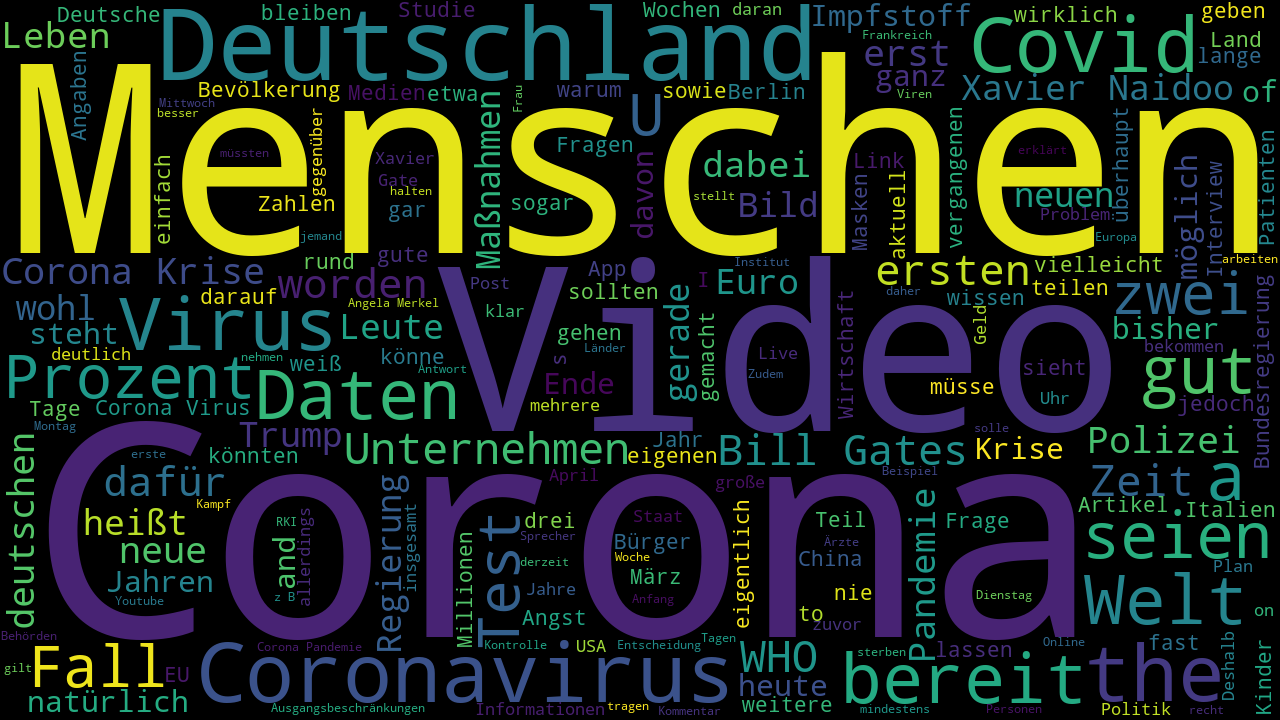 Deutsche
bleiben
Studie
Wochen
daran
Impfstoff
wirklich
geben
Leben
Deutschland
Frankreich
erst
Covid
Land
lange
Angaben
Bevölkerung
Medien
etwa
warum
sowie
Berlin
ganz
Viren
Xavier Naidoo
of
Mittwoch
besser
Frau
U
Menschen
müssten
gegenüber
Xavier
Gate
halten
gar
Zahlen
einfach
Maßnahmen
sogar
Fragen
davon
dabei
stellt
Bild
Link
Masken
aktuell
vergangenen
erklärt
neuen
Problem
überhaupt
möglich
Interview
Patienten
jemand
Europa
Corona Krise
rund
gute
worden
Post
App
sollten
Institut
I
Euro
ersten
daher
vielleicht
teilen
arbeiten
wissen
zwei
wohl
darauf
Angela Merkel
klar
steht
Virus
Leute
gehen
Länder
gerade
gemacht
Video
Live
Zudem
Wirtschaft
Geld
bisher
bekommen
Bundesregierung
deutlich
nehmen
weiß
könne
Antwort
s
Prozent
Daten
Ende
mehrere
müsse
sieht
Uhr
gut
jedoch
Tage
Montag
Corona Virus
Trump
Unternehmen
Jahr
eigenen
Bill Gates
solle
Krise
Polizei
erste
könnten
deutschen
dafür
Kampf
April
große
Beispiel
Zeit
a
Artikel
Italien
heißt
neue
Jahren
Youtube
and
RKI
z B
allerdings
Corona
Regierung
insgesamt
Millionen
Test
drei
Sprecher
derzeit
Jahre
Angst
Staat
Bürger
Woche
März
Anfang
eigentlich
Teil
Ärzte
China
nie
to
zuvor
Pandemie
Frage
Dienstag
seien
Plan
Welt
on
Behörden
gilt
Fall
EU
natürlich
Corona Pandemie
Coronavirus
Kontrolle
USA
Entscheidung
Tagen
WHO
heute
weitere
Online
sterben
lassen
bereit
the
fast
Deshalb
Kinder
Ausgangsbeschränkungen
Informationen
tragen
Kommentar
mindestens
Personen
Politik
recht